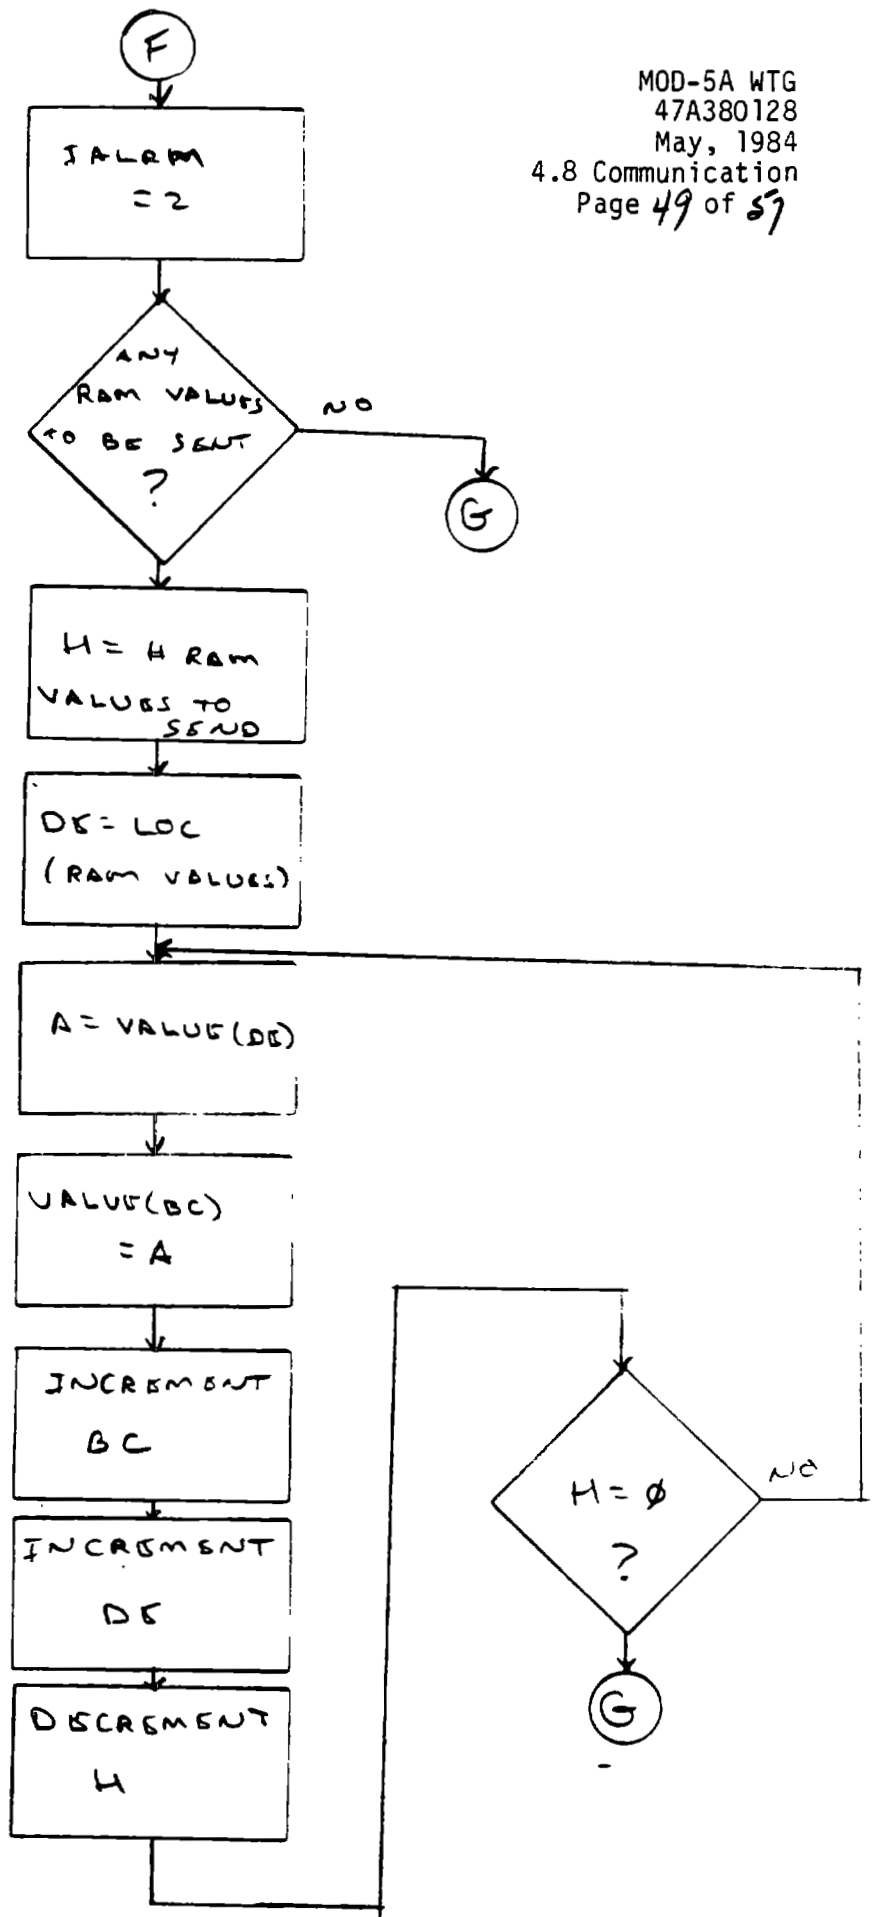 F
MOD-5A WTG
47A380128
May, 1984
4.8 Communication
Page 49 of 57
IALRM
= 2
ANY
RAM VALUES
TO BE SENT
?
NO
G
H = # RAM
VALUES TO
SEND
DE = LOC
(RAM VALUES)
A = VALUE(DE)
VALUE(BC)
= A
INCREMENT
BC
INCREMENT
DE
DECREMENT
H
H = Ø
?
NO
G